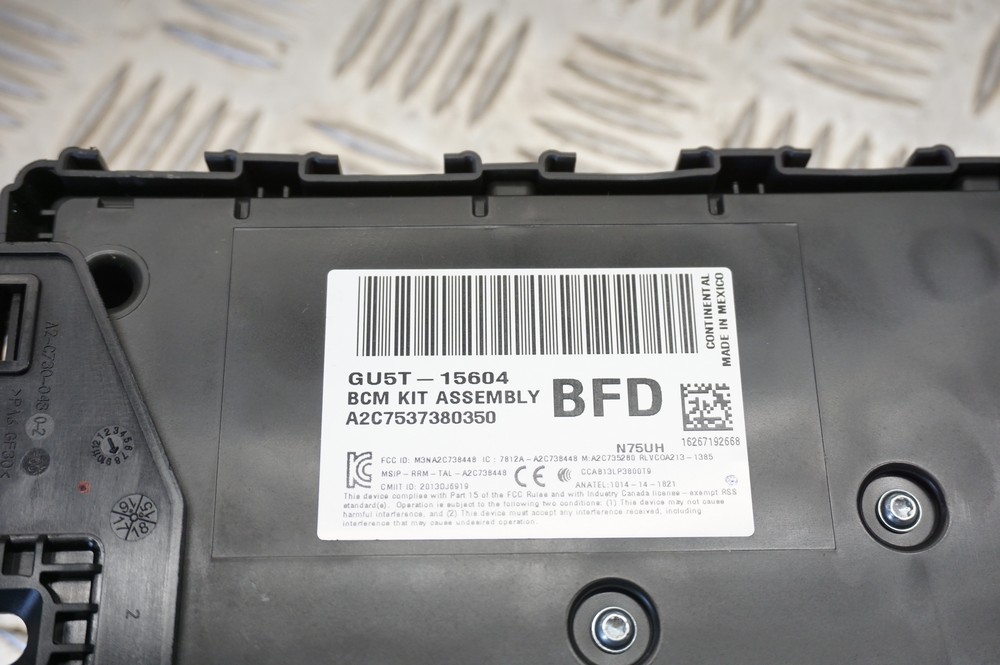 CONTINENTAL
MADE IN MEXICO
GU5T-15604
BCM KIT ASSEMBLY
A2C7537380350
BFD
16267192668
N75UH
FCC ID: M3NA2C738448 IC: 7812A-A2C738448 M:A2C735280 RLVCOA213-1385
MSIP-RRM-TAL-A2C738448 CE CCAB13LP3800T9
CMIIT ID: 2013DJ6919 ANATEL:1014-14-1821
This device complies with Part 15 of the FCC Rules and with Industry Canada license-exempt RSS
standard(s). Operation is subject to the following two conditions: (1) This device may not cause
harmful interference, and (2) This device must accept any interference received, including
interference that may cause undesired operation.
2